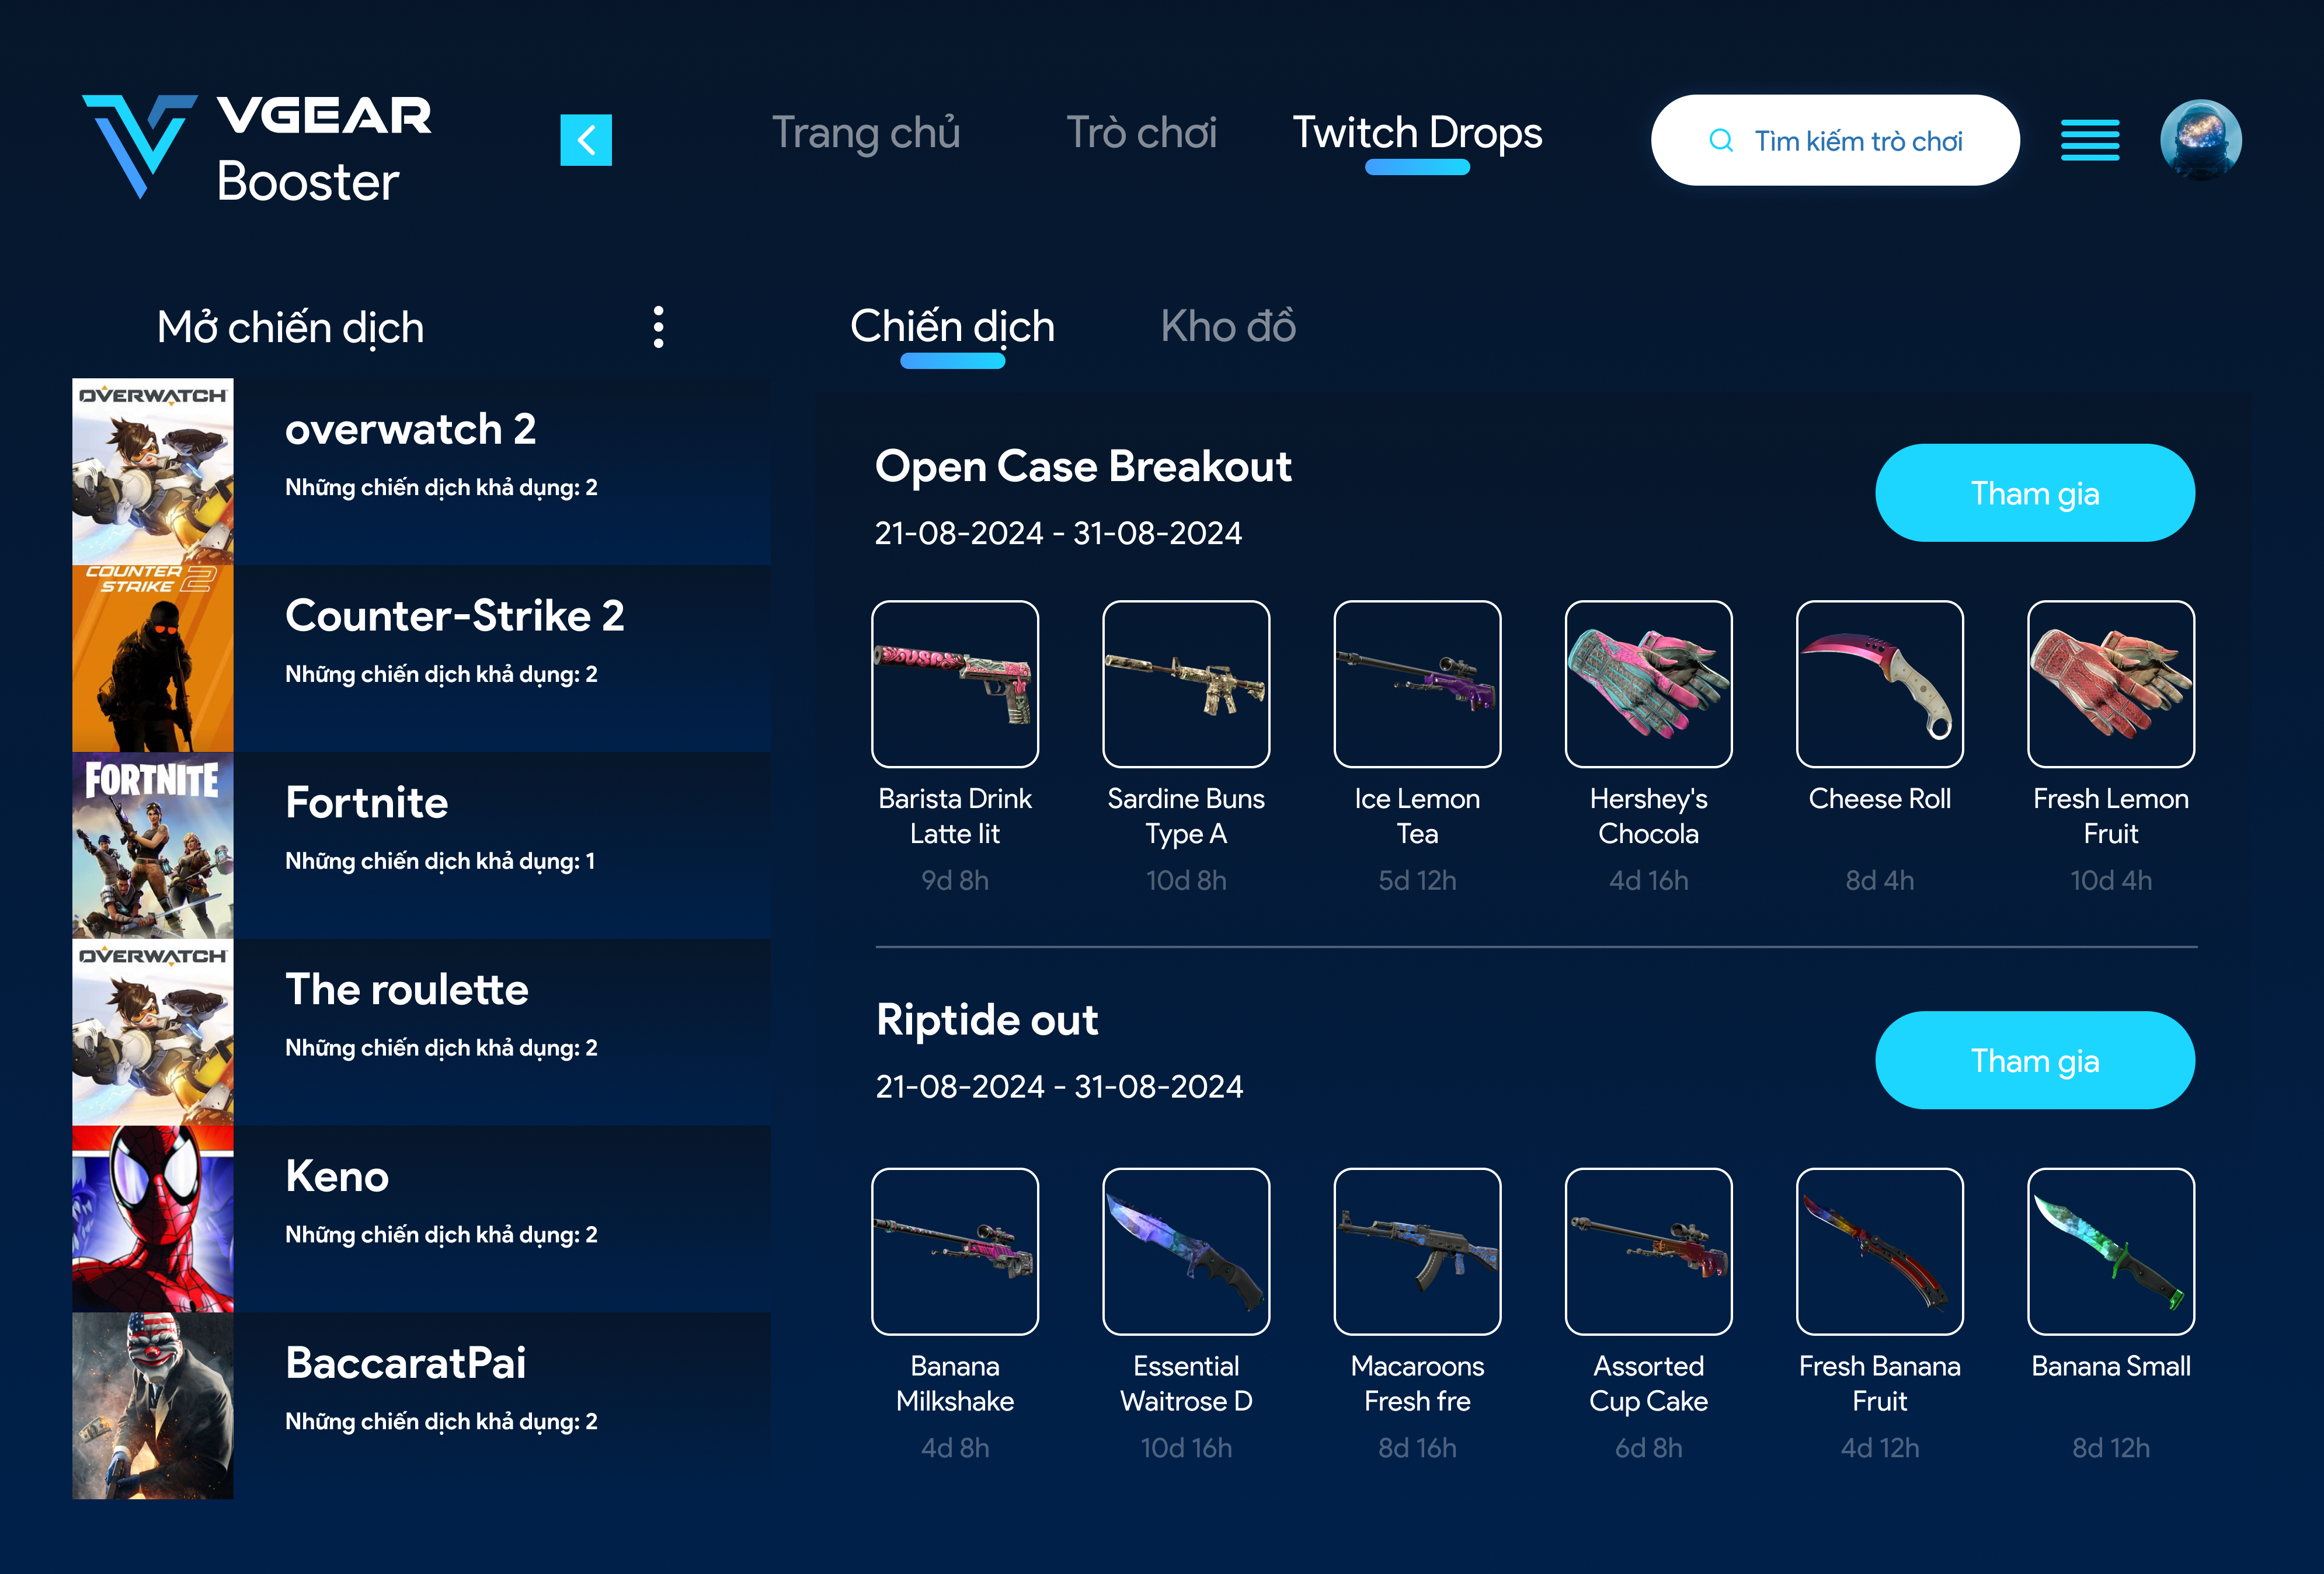 VGEAR
Booster
Trang chủ
Trò chơi
Twitch Drops
Tìm kiếm trò chơi
Mở chiến dịch
Chiến dịch
Kho đồ
OVERWATCH
overwatch 2
Những chiến dịch khả dụng: 2
COUNTER
STRIKE 2
Counter-Strike 2
Những chiến dịch khả dụng: 2
FORTNITE
Fortnite
Những chiến dịch khả dụng: 1
OVERWATCH
The roulette
Những chiến dịch khả dụng: 2
Keno
Những chiến dịch khả dụng: 2
BaccaratPai
Những chiến dịch khả dụng: 2
Open Case Breakout
21-08-2024 - 31-08-2024
Tham gia
Barista Drink
Latte lit
9d 8h
Sardine Buns
Type A
10d 8h
Ice Lemon
Tea
5d 12h
Hershey's
Chocola
4d 16h
Cheese Roll
8d 4h
Fresh Lemon
Fruit
10d 4h
Riptide out
21-08-2024 - 31-08-2024
Tham gia
Banana
Milkshake
4d 8h
Essential
Waitrose D
10d 16h
Macaroons
Fresh fre
8d 16h
Assorted
Cup Cake
6d 8h
Fresh Banana
Fruit
4d 12h
Banana Small
8d 12h